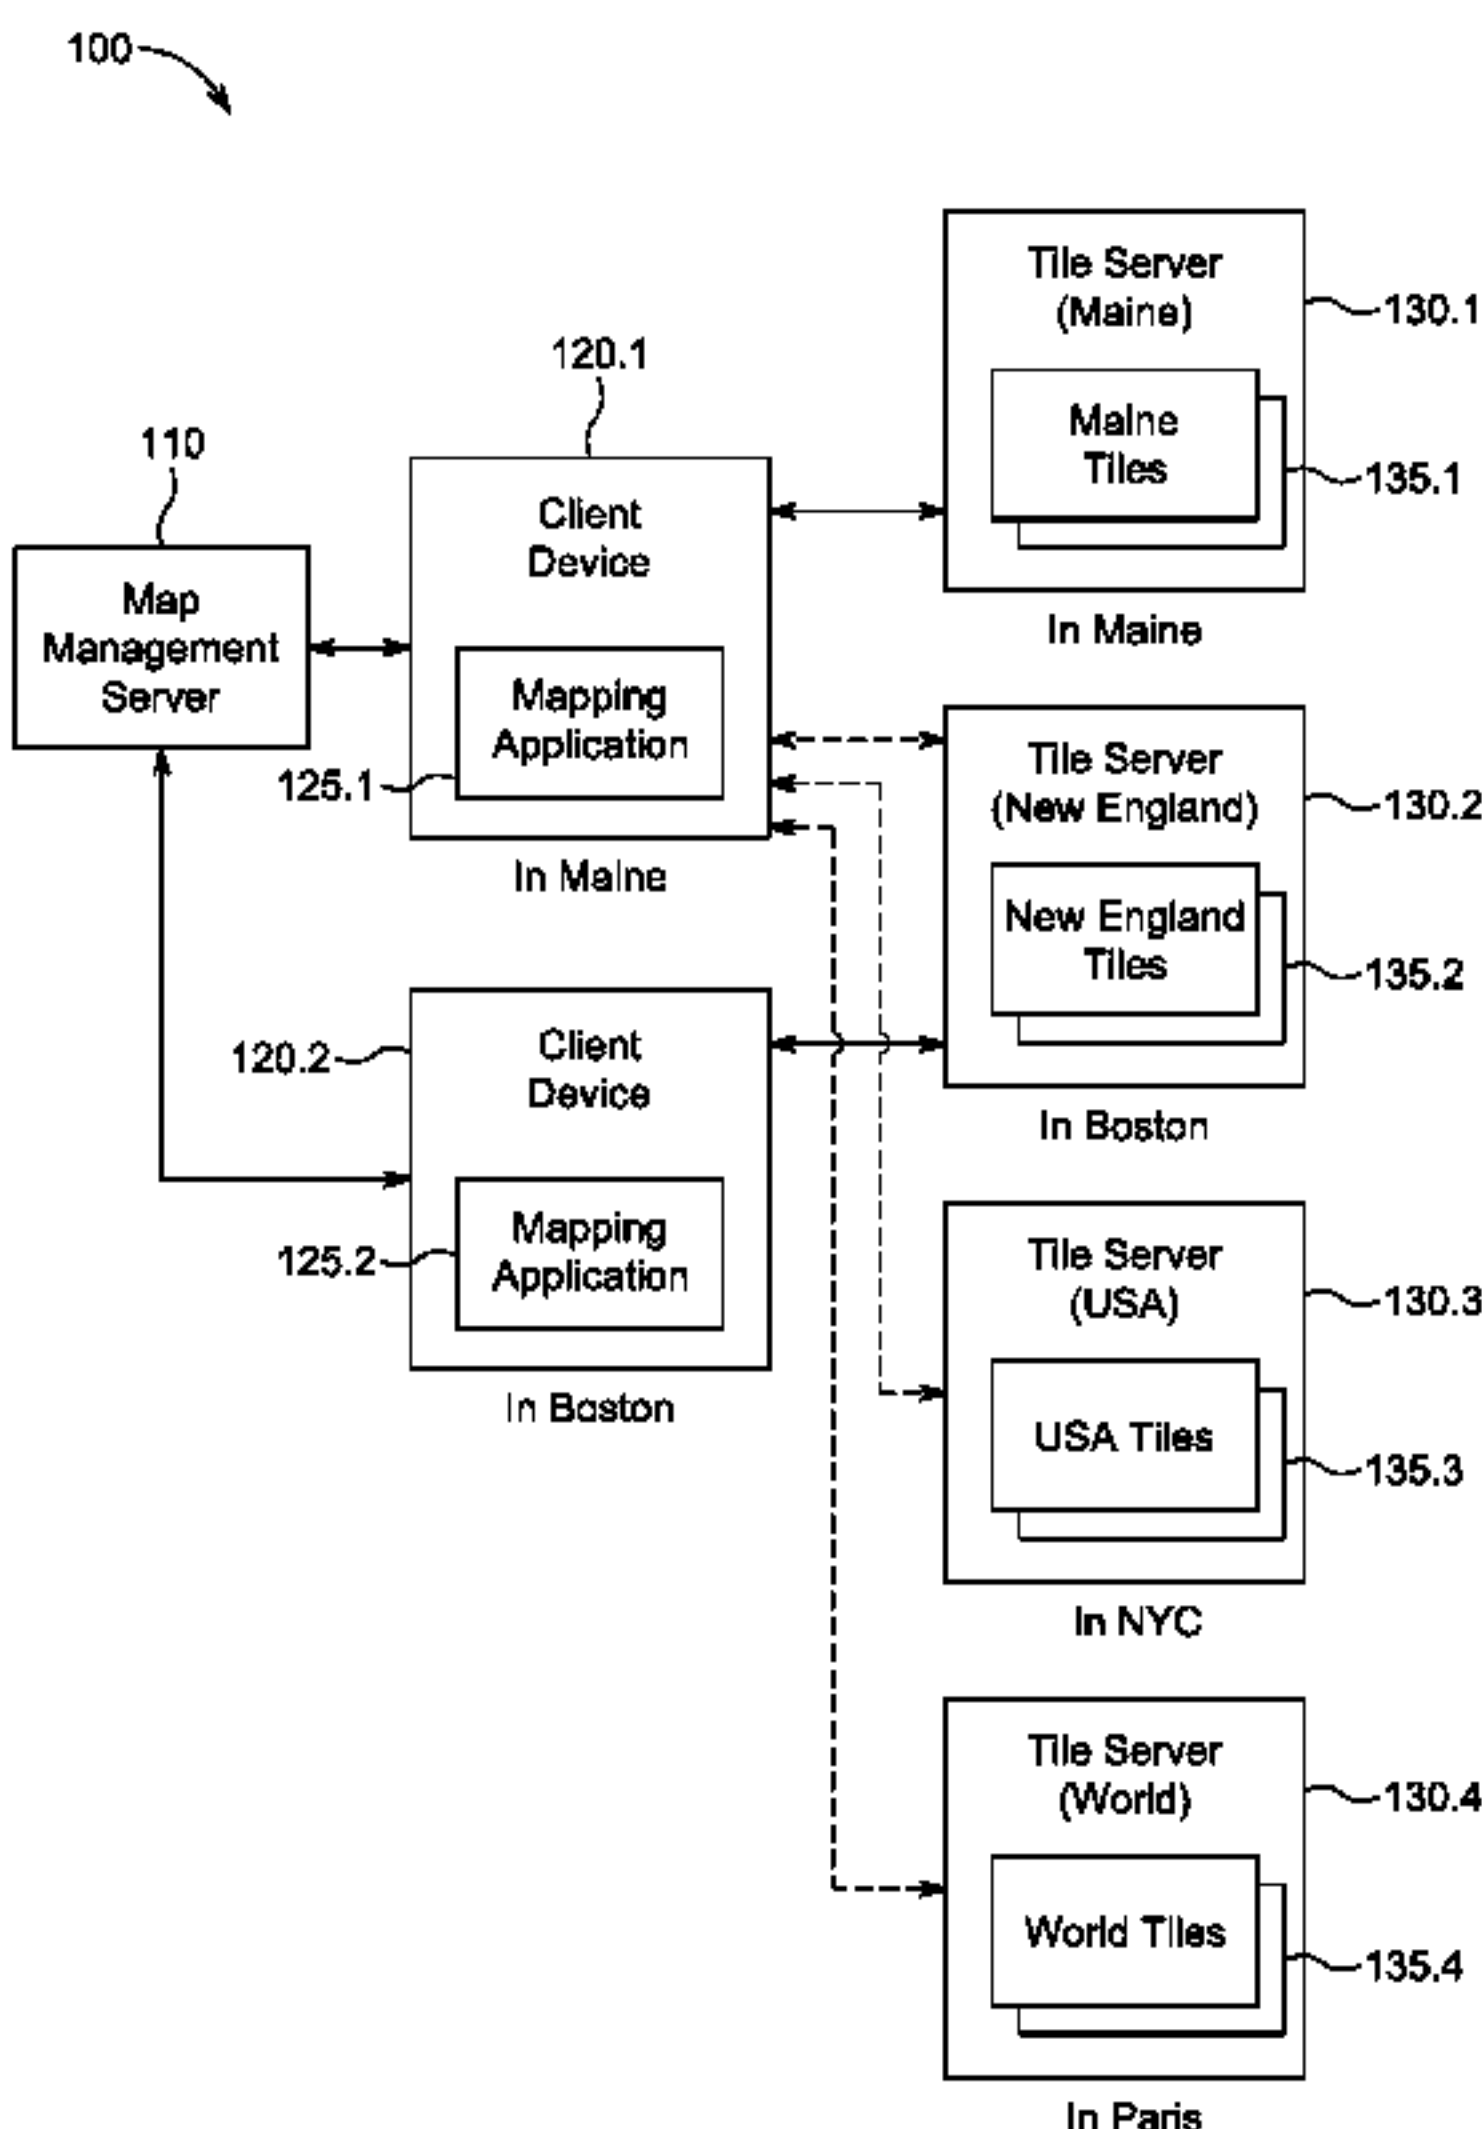 100
Tile Server
(Maine)
130.1
Maine
Tiles
135.1
In Maine
120.1
Client
Device
Mapping
Application
125.1
In Maine
110
Map
Management
Server
Tile Server
(New England)
130.2
New England
Tiles
135.2
In Boston
120.2
Client
Device
Mapping
Application
125.2
In Boston
Tile Server
(USA)
130.3
USA Tiles
135.3
In NYC
Tile Server
(World)
130.4
World Tiles
135.4
In Paris